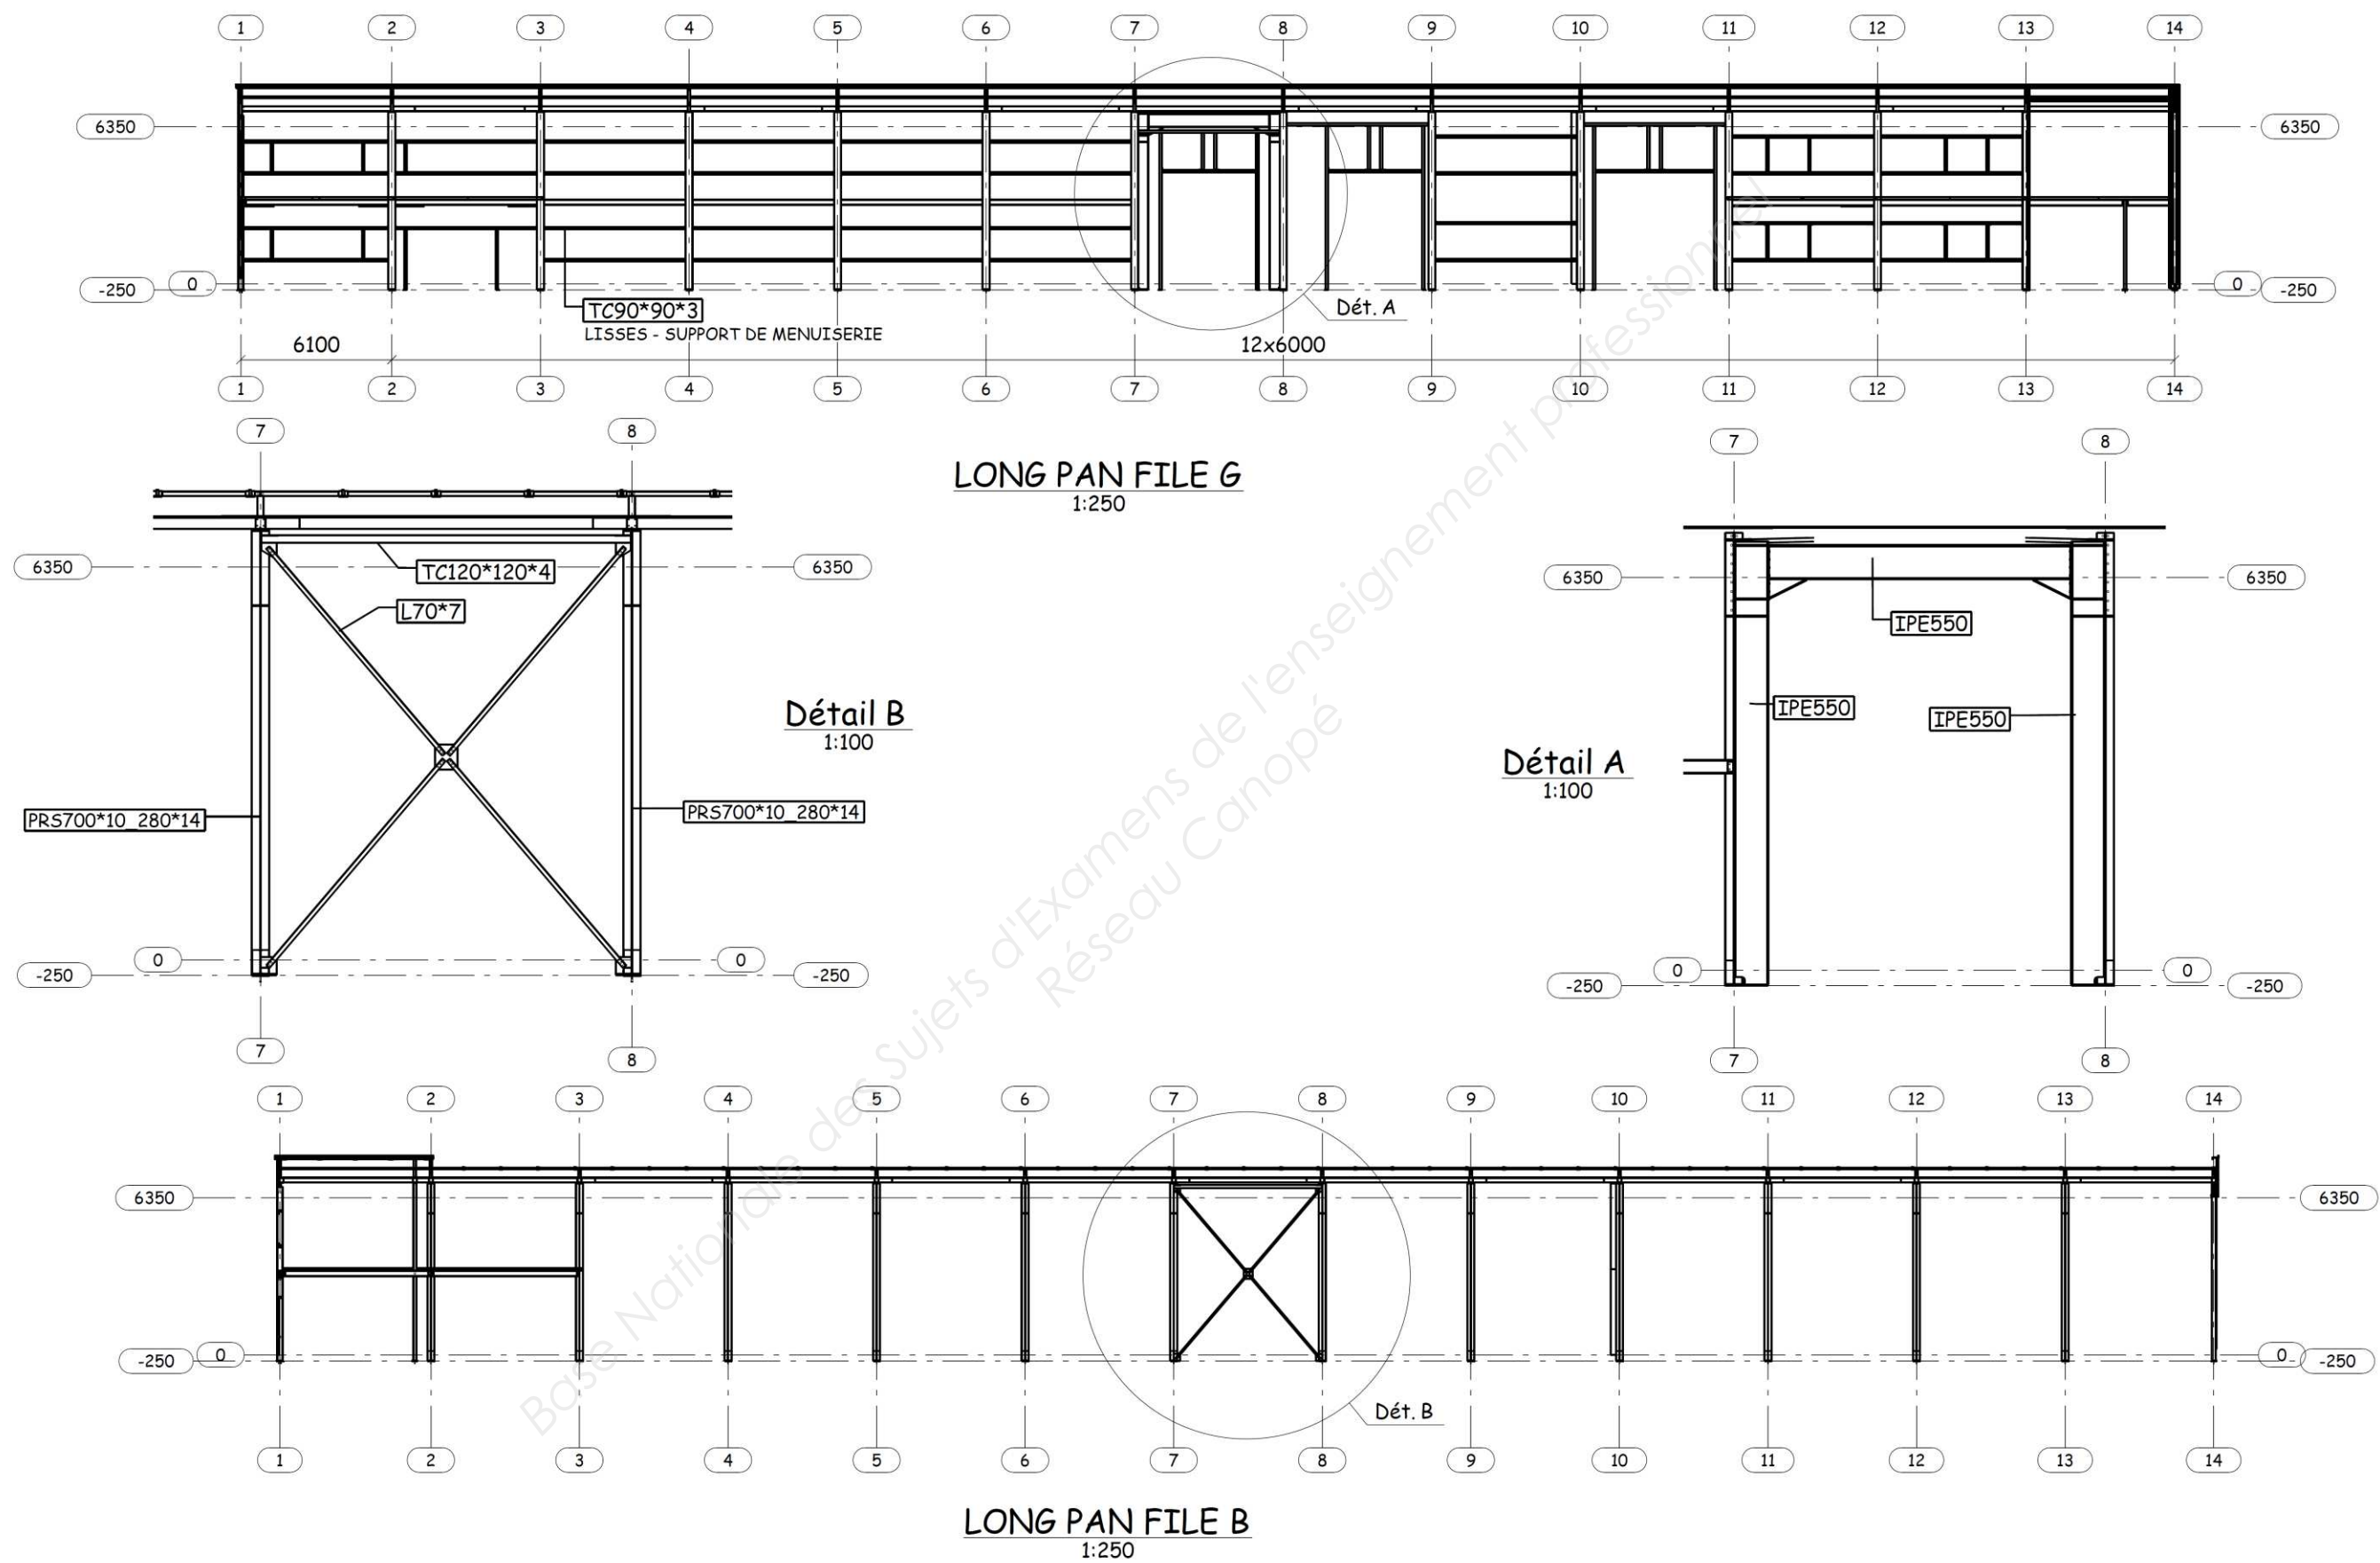 1 2 3 4 5 6 7 8 9 10 11 12 13 14
6350 6350
-250 0 0 -250
TC90*90*3
LISSES - SUPPORT DE MENUISERIE
Dét. A
6100 12x6000
1 2 3 4 5 6 7 8 9 10 11 12 13 14
LONG PAN FILE G
1:250
7 8
6350 6350
TC120*120*4
L70*7
Détail B
1:100
PRS700*10_280*14
PRS700*10_280*14
0 0
-250 -250
7 8
7 8
6350 6350
IPE550
IPE550
IPE550
Détail A
1:100
0 0
-250 -250
7 8
1 2 3 4 5 6 7 8 9 10 11 12 13 14
6350 6350
-250 0 0 -250
Dét. B
1 2 3 4 5 6 7 8 9 10 11 12 13 14
LONG PAN FILE B
1:250
Base Nationale des Sujets d'Examens de l'enseignement professionnel
Réseau Canopé